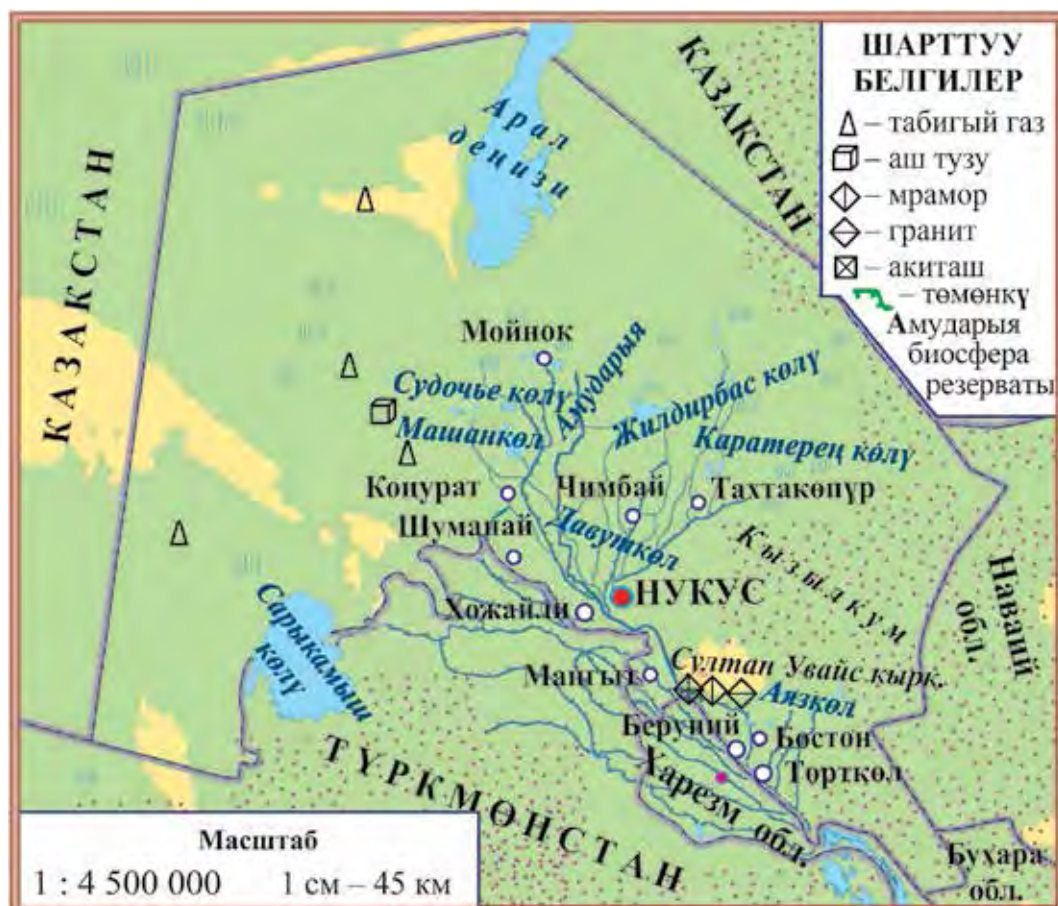 ШАРТТУУ
БЕЛГИЛЕР
– табигый газ
– аш тузу
– мрамор
– гранит
– акиташ
– төмөнкү
Амударыя
биосфера
резерваты
КАЗАКСТАН
КАЗАКСТАН
Арал
денизи
Мойнок
Судочье көлү
Амударыя
Жилдирбас көлү
Машанкөл
Каратерең көлү
Коңурат
Чимбай
Тахтакөпүр
Шуманай
Давуткөл
Кызылкум
Наваий
обл.
НУКУС
Хожайли
Сарыкамыш
көлү
Султан Увайс кырк.
Мангыт
Аязкөл
Беруний
Бостон
Төрткөл
ТҮРКМӨНСТАН
Харезм обл.
Бухара
обл.
Масштаб
1 : 4 500 000 1 см – 45 км